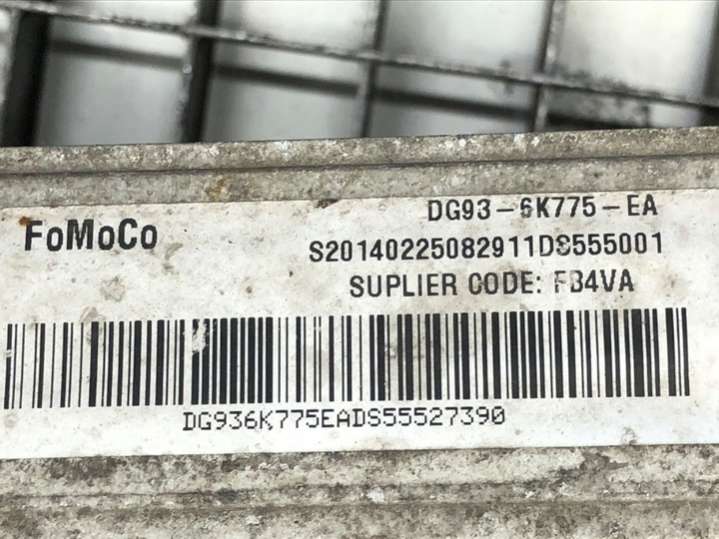 FoMoCo
DG93-6K775-EA
S20140225082911DS555001
SUPLIER CODE: FB4VA
DG936K775EADS55527390